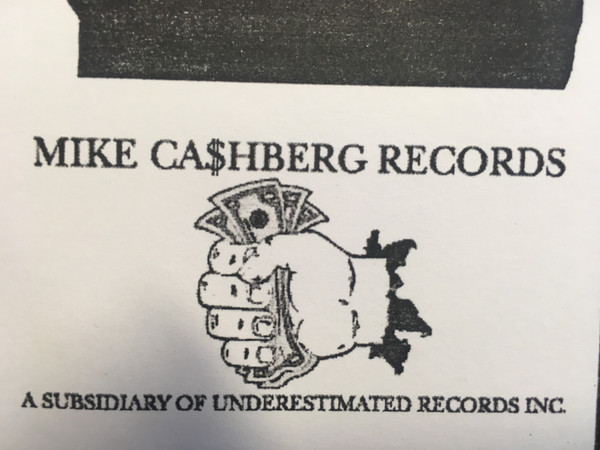 MIKE CA$HBERG RECORDS
A SUBSIDIARY OF UNDERESTIMATED RECORDS INC.